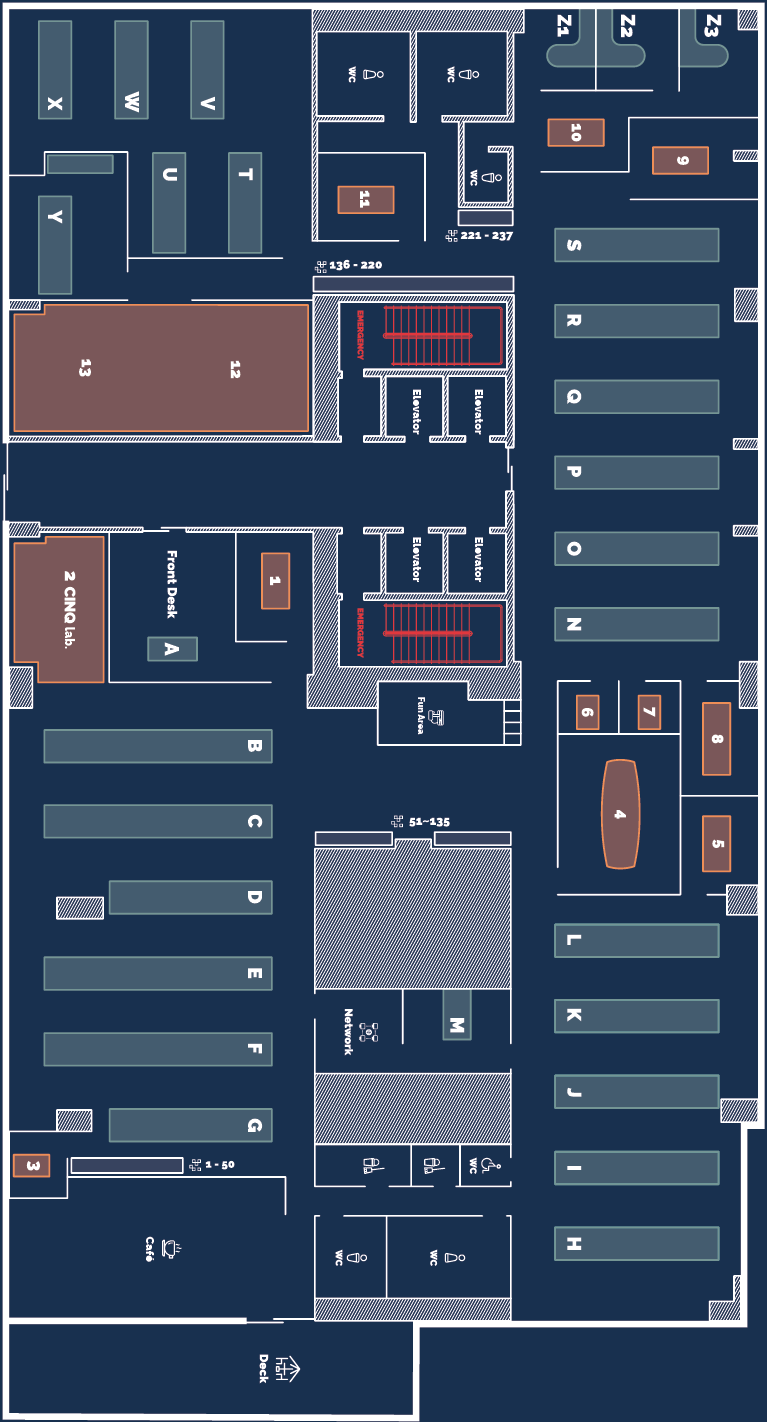 Z1
Z2
Z3
X
W
V
WC
WC
10
9
U
T
WC
11
Y
221 - 237
S
136 - 220
R
EMERGENCY
13
12
Q
Elevator
Elevator
P
O
Elevator
Elevator
2 CINQ lab.
Front Desk
1
N
EMERGENCY
A
6
7
8
Fun Area
B
4
5
C
51~135
D
L
E
K
Network
M
F
J
G
3
1 - 50
WC
I
H
Café
WC
WC
Deck